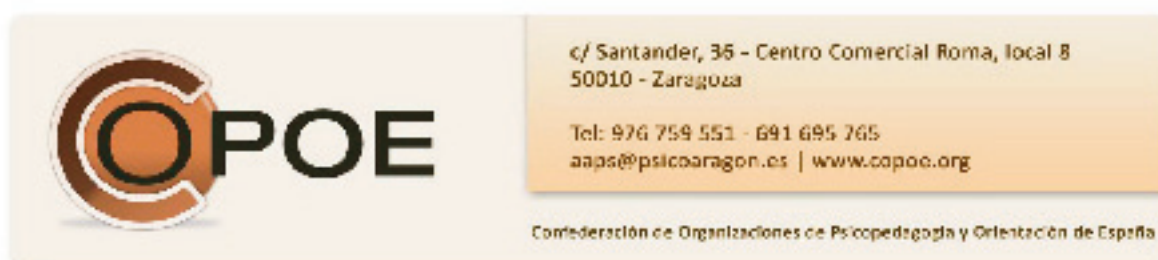 COPOE
c/ Santander, 36 - Centro Comercial Roma, local 8
50010 - Zaragoza
Tel: 976 759 551 - 691 695 765
aaps@psicoaragon.es | www.copoe.org
Confederación de Organizaciones de Psicopedagogía y Orientación de España